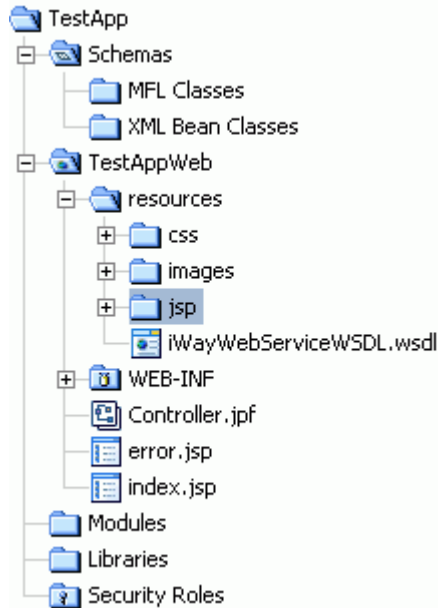 TestApp
Schemas
MFL Classes
XML Bean Classes
TestAppWeb
resources
css
images
jsp
iWayWebServiceWSDL.wsdl
WEB-INF
Controller.jpf
error.jsp
index.jsp
Modules
Libraries
Security Roles